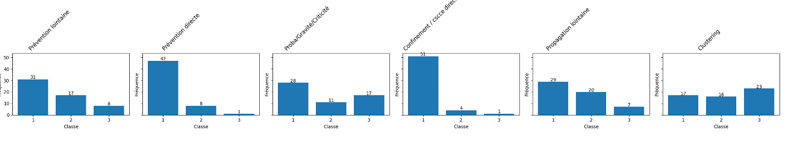 Prévention lointaine
Prévention directe
Proba/Gravité/Criticité
Confinement / cscce direc
Propagation lointaine
Clustering
50
40
30
20
10
0
31
17
8
1
2
3
Classe
Fréquence
47
8
1
1
2
3
Classe
Fréquence
28
11
17
1
2
3
Classe
Fréquence
51
4
1
1
2
3
Classe
Fréquence
29
20
7
1
2
3
Classe
Fréquence
17
16
23
1
2
3
Classe